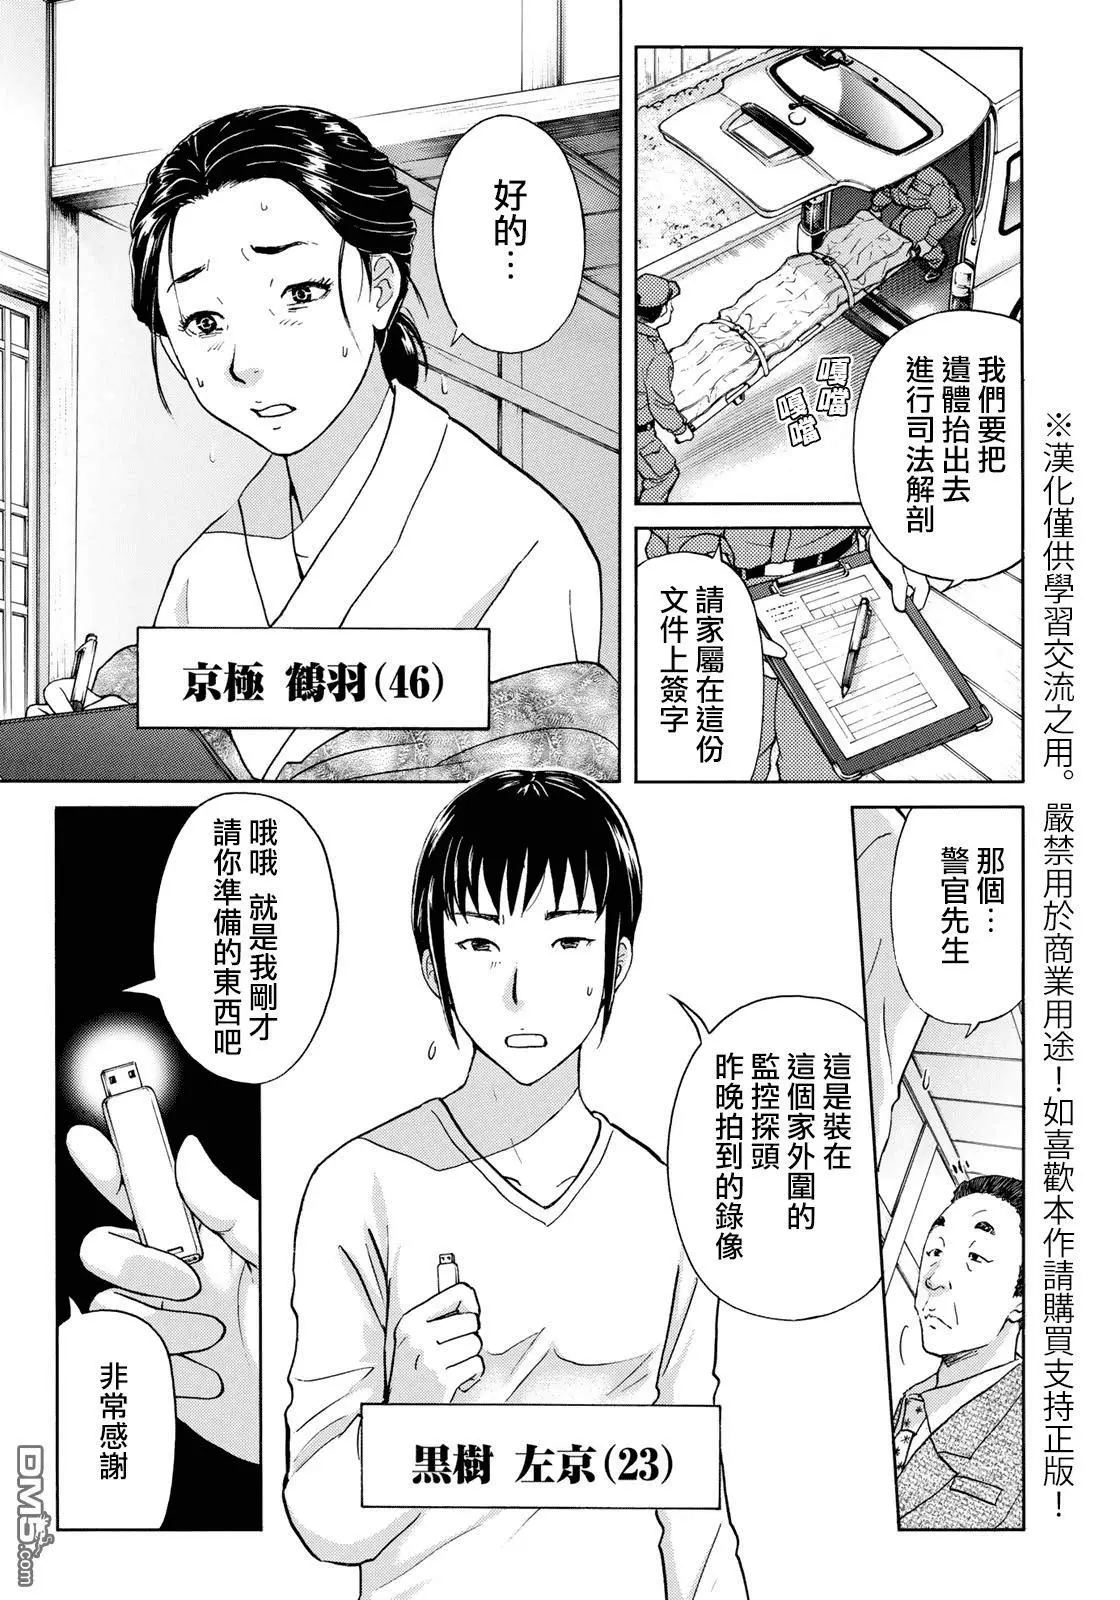 我們要把
遺體抬出去
進行司法解剖
嘎噹
嘎噹
請家屬在這份
文件上簽字
好的…
京極 鶴羽(46)
那個…
警官先生
這是裝在
這個家外圍的
監控探頭
昨晚拍到的錄像
黒樹 左京(23)
哦哦 就是我剛才
請你準備的東西吧
非常感謝
※漢化僅供學習交流之用。嚴禁用於商業用途！如喜歡本作請購買支持正版！
DM5.com